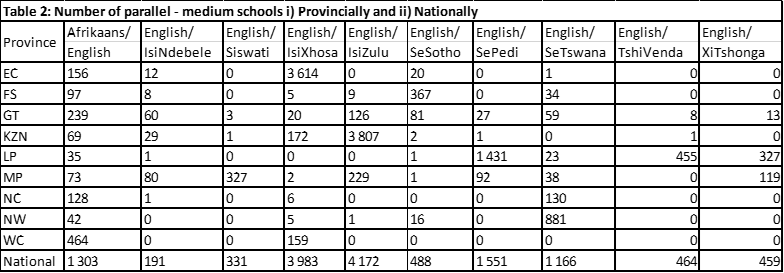 Table 2: Number of parallel - medium schools i) Provincially and ii) Nationally
Province Afrikaans/ English English/ IsiNdebele English/ Siswati English/ IsiXhosa English/ IsiZulu English/ SeSotho English/ SePedi English/ SeTswana English/ TshiVenda English/ XiTshonga
EC 156 12 0 3 614 0 20 0 1 0 0
FS 97 8 0 5 9 367 0 34 0 0
GT 239 60 3 20 126 81 27 59 8 13
KZN 69 29 1 172 3 807 2 1 0 1 0
LP 35 1 0 0 0 1 1 431 23 455 327
MP 73 80 327 2 229 1 92 38 0 119
NC 128 1 0 6 0 0 0 130 0 0
NW 42 0 0 5 1 16 0 881 0 0
WC 464 0 0 159 0 0 0 0 0 0
National 1 303 191 331 3 983 4 172 488 1 551 1 166 464 459